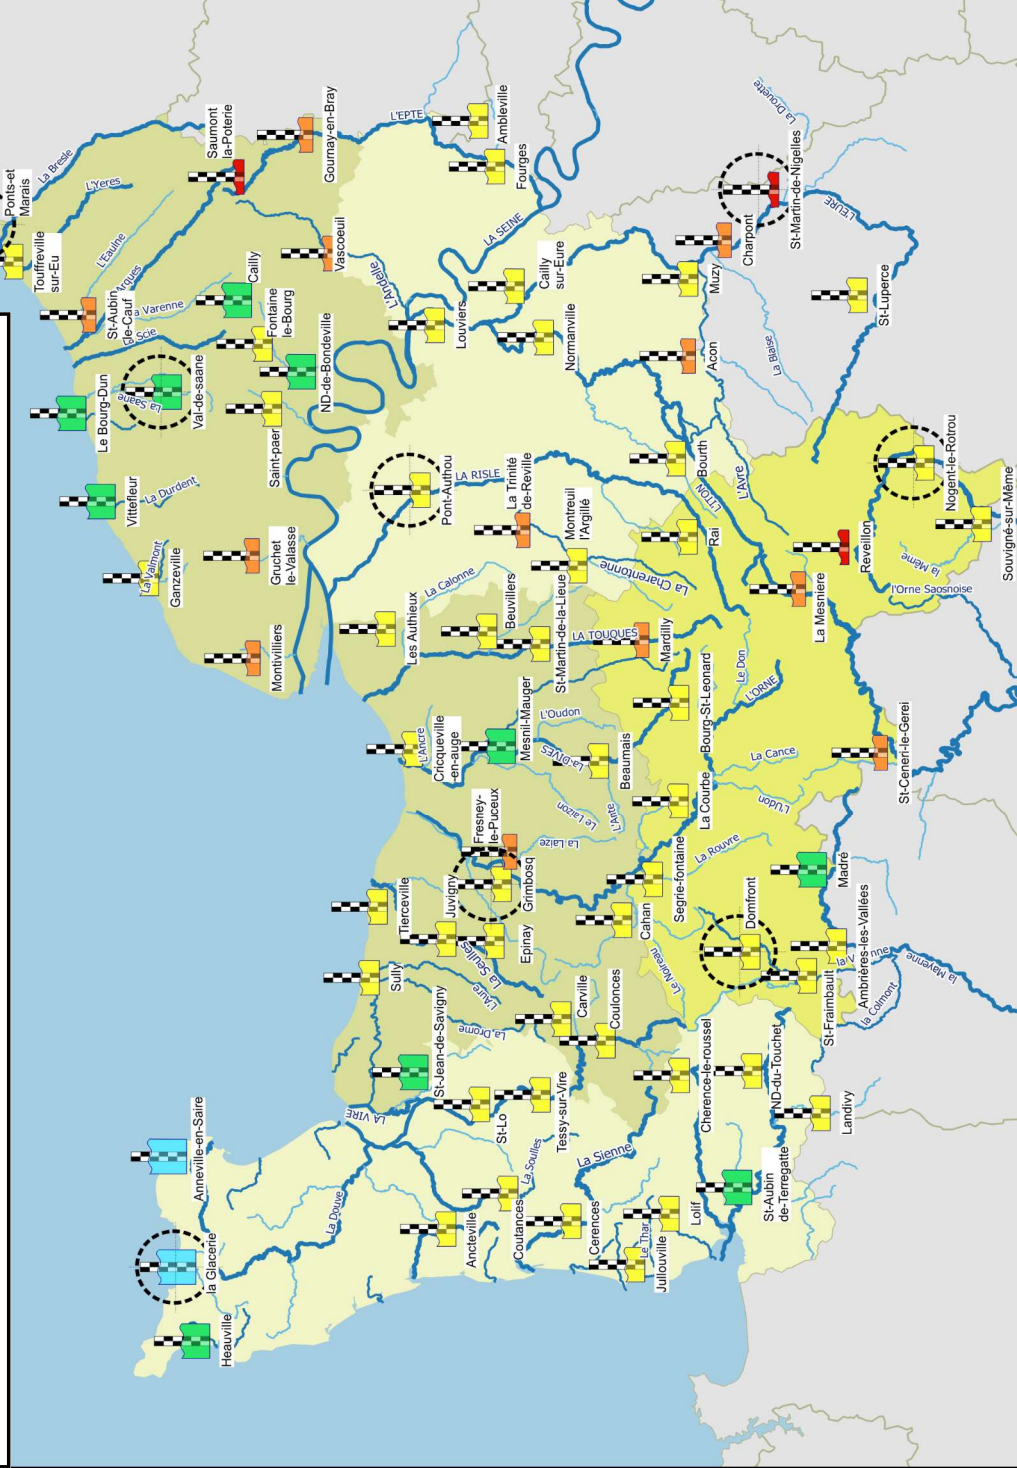 Heauville
la Glacerie
Anneville-en-Saire
La Douve
Ancteville
Coutances
La Soulles
Cerences
La Sienne
Le Thar
Jullouville
Lolif
St-Aubin
de-Terregatte
LA VIRE
St-Jean-de-Savigny
St-Lo
Tessy-sur-Vire
Cherence-le-roussel
ND-du-Touchet
Landivy
Sully
La Drome
L'Aure
La Seulles
Carville
Coulonces
St-Fraimbault
Ambrières-les-Vallées
la Colmont
la Mayenne
Tierceville
Juvigny
Epinay
Grimbosq
Fresney-
le-Puceux
La Laize
Cahan
Le Noireau
Segrie-fontaine
Domfront
Madré
La Rouvre
L'Udon
La Cance
La Courbe
L'Ante
Le Laizon
Beaumais
La DIVES
L'Oudon
Mesnil-Mauger
L'Ancre
Cricqueville
-en-auge
Bourg-St-Leonard
L'ORNE
Le Don
St-Ceneri-le-Gerei
Les Authieux
La Calonne
Beuvillers
St-Martin-de-la-Lieue
LA TOUQUES
Mardilly
La Mesniere
Montreuil
l'Argillé
La Charentonne
La Trinité
de-Reville
LA RISLE
Pont-Authou
Rai
L'ITON
L'Avre
Bourth
Reveillon
l'Orne Saosnoise
la Même
Souvigné-sur-Même
Nogent-le-Rotrou
Montivilliers
Gruchet
le-Valasse
Ganzeville
La Valmont
Vittefleur
La Durdent
Le Bourg-Dun
La Saane
Val-de-saane
Saint-paer
ND-de-Bondeville
Fontaine
le-Bourg
Cailly
La Scie
La Varenne
St-Aubin
le-Cauf
Arques
L'Eaulne
Touffreville
sur-Eu
Ponts-et
Marais
L'Yeres
La Bresle
Saumont
la-Poterie
Gournay-en-Bray
Vascoeuil
L'Andelle
L'EPTE
Ambleville
Fourges
LA SEINE
Louviers
Cailly
sur-Eure
Normanville
Acon
Muzy
Charpont
St-Martin-de-Nigelles
La Drouette
L'EURE
La Blaise
St-Luperce